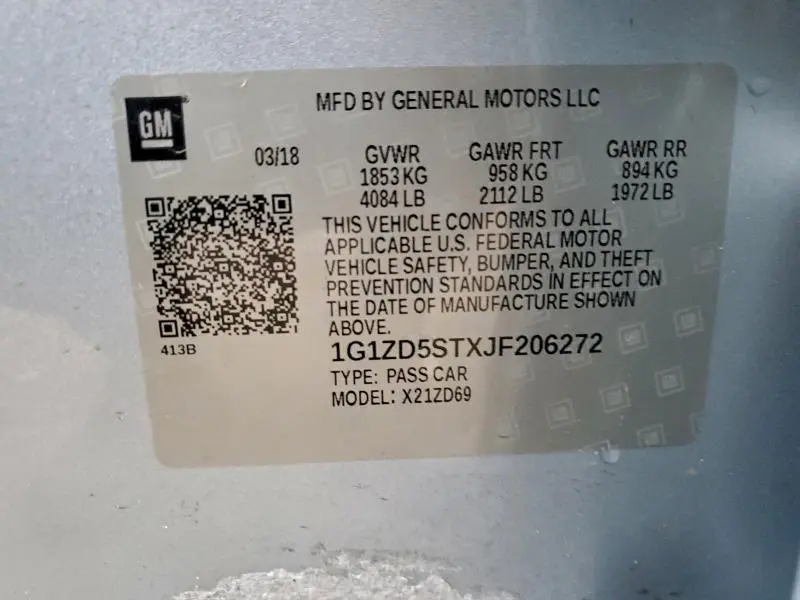 GM
MFD BY GENERAL MOTORS LLC
03/18 GVWR GAWR FRT GAWR RR
1853 KG 958 KG 894 KG
4084 LB 2112 LB 1972 LB
THIS VEHICLE CONFORMS TO ALL
APPLICABLE U.S. FEDERAL MOTOR
VEHICLE SAFETY, BUMPER, AND THEFT
PREVENTION STANDARDS IN EFFECT ON
THE DATE OF MANUFACTURE SHOWN
ABOVE.
413B
1G1ZD5STXJF206272
TYPE: PASS CAR
MODEL: X21ZD69